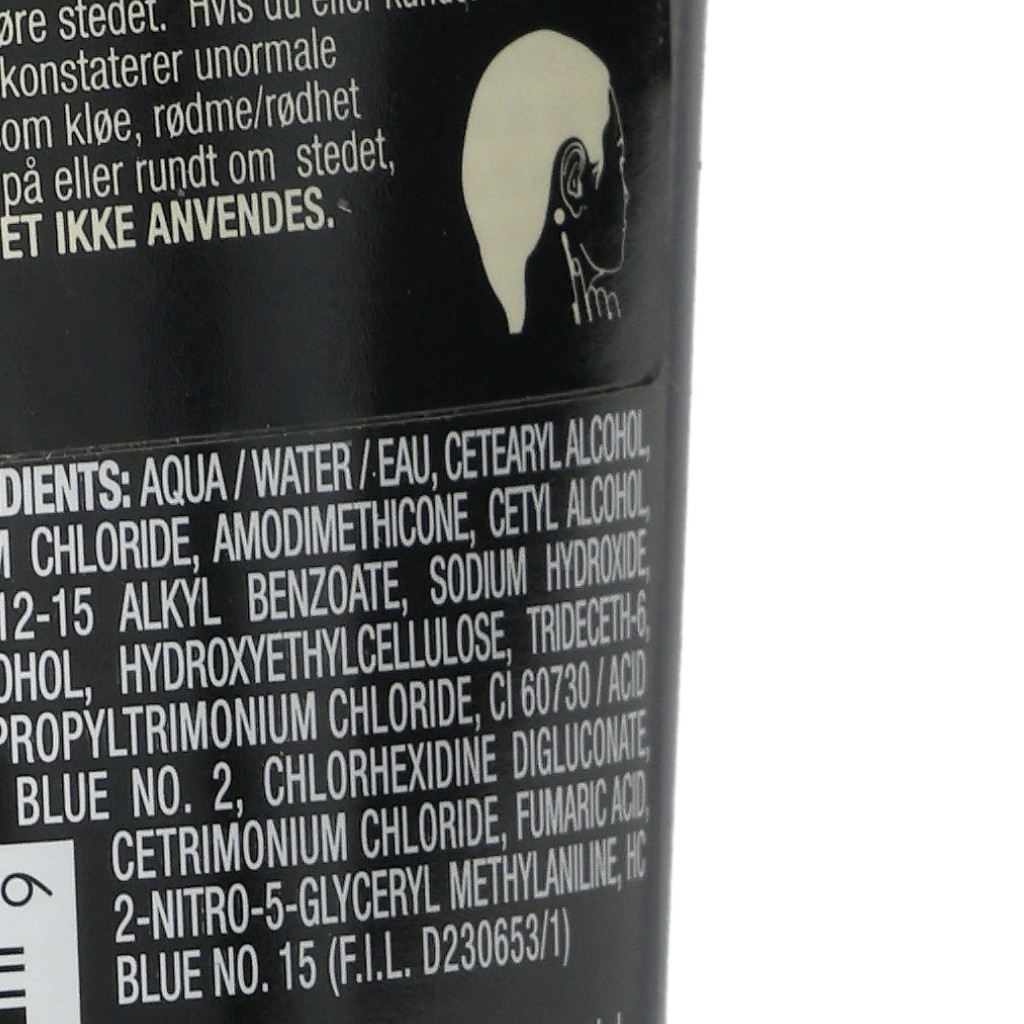 øre stedet. Hvis du eller
konstaterer unormale
om kløe, rødme/rødhet
på eller rundt om stedet,
ET IKKE ANVENDES.
DIENTS: AQUA / WATER / EAU, CETEARYL ALCOHOL,
M CHLORIDE, AMODIMETHICONE, CETYL ALCOHOL,
12-15 ALKYL BENZOATE, SODIUM HYDROXIDE,
OHOL, HYDROXYETHYLCELLULOSE, TRIDECETH-6,
PROPYLTRIMONIUM CHLORIDE, CI 60730 / ACID
BLUE NO. 2, CHLORHEXIDINE DIGLUCONATE,
CETRIMONIUM CHLORIDE, FUMARIC ACID,
2-NITRO-5-GLYCERYL METHYLANILINE, HC
BLUE NO. 15 (F.I.L. D230653/1)
9